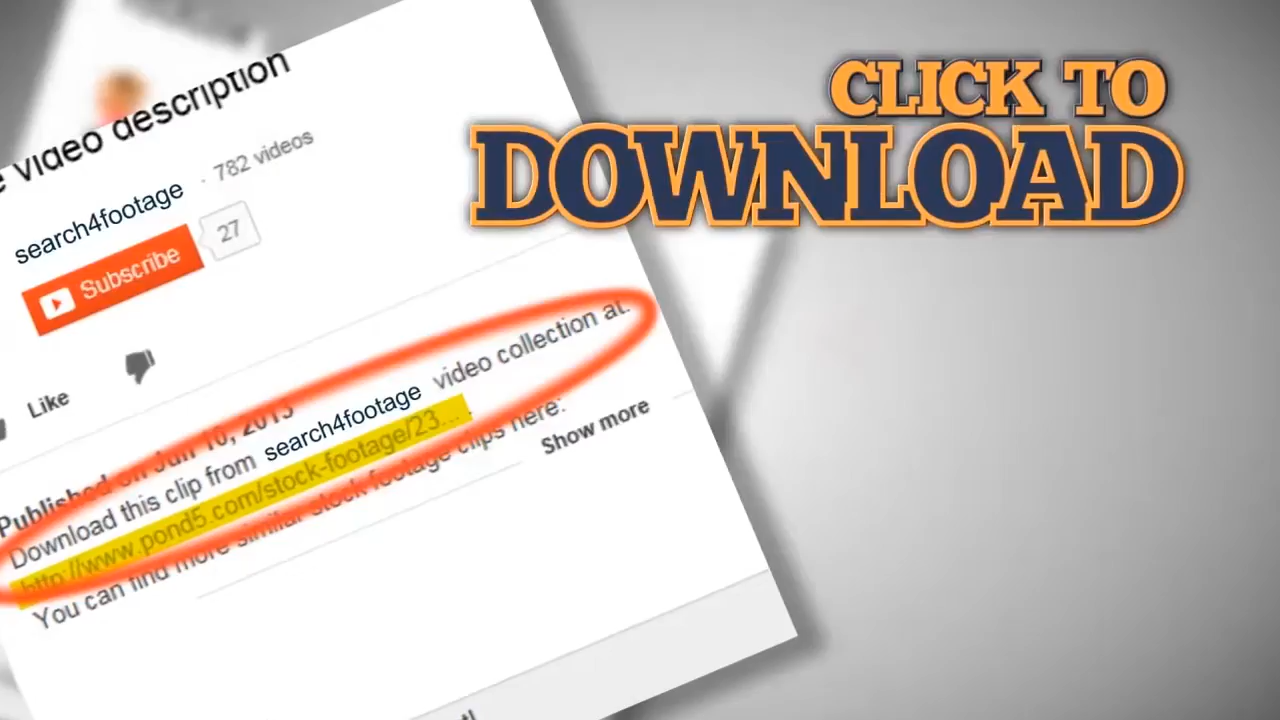 CLICK TO
DOWNLOAD
video description
search4footage · 782 videos
Subscribe 27
Like
Published on Jun 10, 2013
Download this clip from search4footage video collection at:
http://www.pond5.com/stock-footage/23... .
You can find more similar stock footage clips here:
Show more